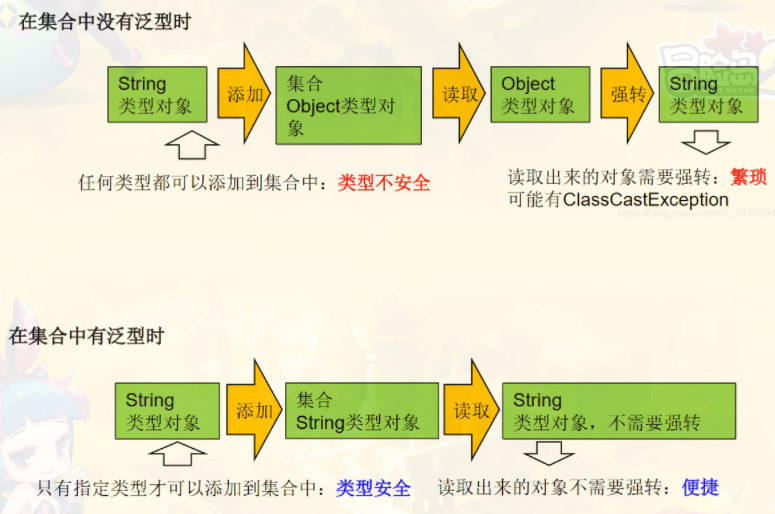 在集合中没有泛型时
String
类型对象
添加
集合
Object类型对
象
读取
Object
类型对象
强转
String
类型对象
任何类型都可以添加到集合中：类型不安全
读取出来的对象需要强转：繁琐
可能有ClassCastException
在集合中有泛型时
String
类型对象
添加
集合
String类型对象
读取
String
类型对象，不需要强转
只有指定类型才可以添加到集合中：类型安全
读取出来的对象不需要强转：便捷
冒险岛